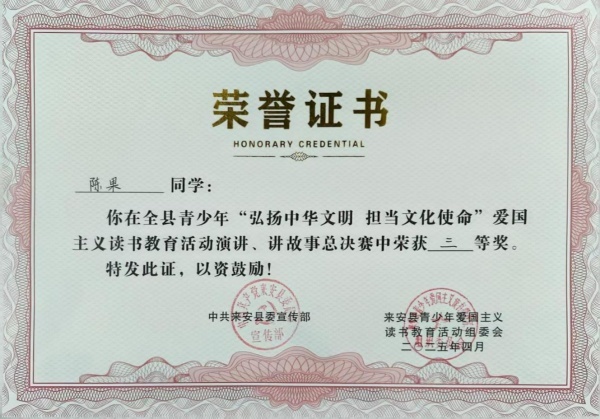 荣誉证书
HONORARY CREDENTIAL
陈果 同学：
你在全县青少年“弘扬中华文明 担当文化使命”爱国
主义读书教育活动演讲、讲故事总决赛中荣获 三 等奖。
特发此证，以资鼓励！
中共来安县委宣传部 来安县青少年爱国主义
宣传部 读书教育活动组委会
二〇二五年四月